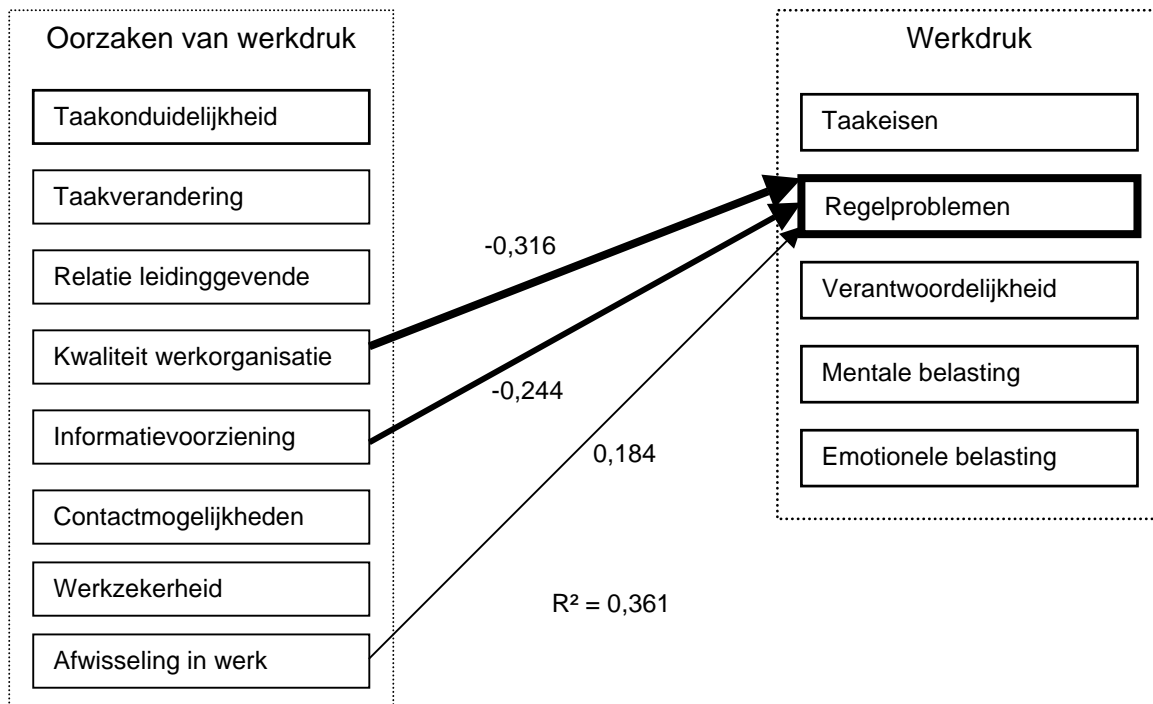 Oorzaken van werkdruk
Taakonduidelijkheid
Taakverandering
Relatie leidinggevende
Kwaliteit werkorganisatie
Informatievoorziening
Contactmogelijkheden
Werkzekerheid
Afwisseling in werk
-0,316
-0,244
0,184
R² = 0,361
Werkdruk
Taakeisen
Regelproblemen
Verantwoordelijkheid
Mentale belasting
Emotionele belasting